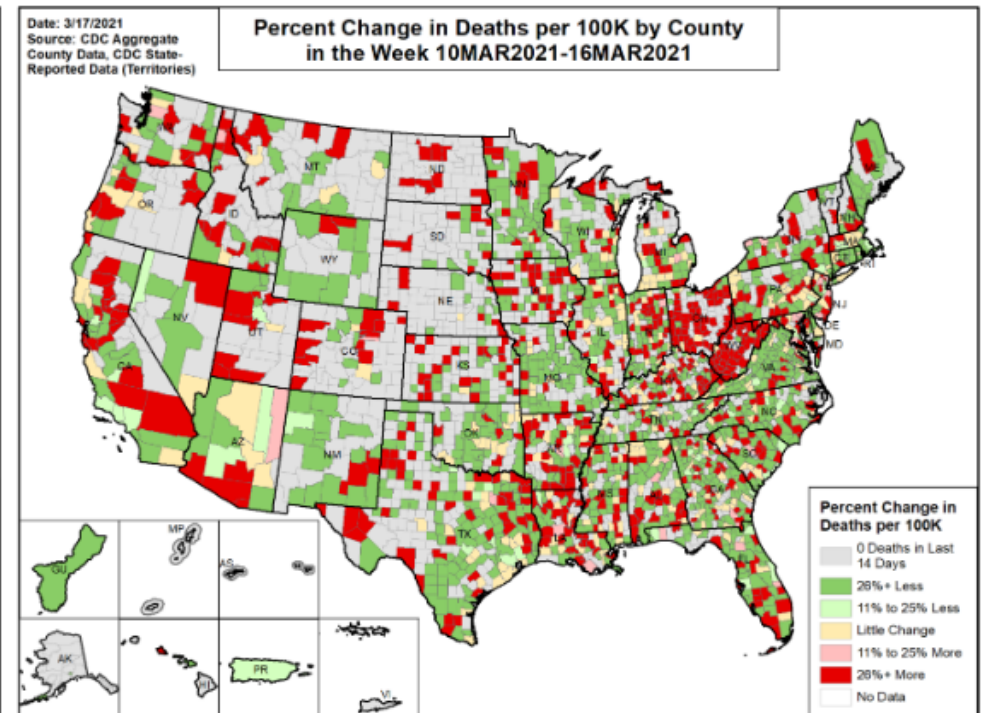 Date: 3/17/2021
Source: CDC Aggregate
County Data, CDC State-
Reported Data (Territories)
Percent Change in Deaths per 100K by County
in the Week 10MAR2021-16MAR2021
MT
ND
MN
ME
OR
ID
SD
WI
VT
NH
WY
MI
MA
RI
NE
PA
NJ
NV
UT
IL
OH
DE
CO
MD
KS
MO
VA
CA
NC
TN
AZ
OK
NM
AR
SC
MS
GA
TX
LA
Percent Change in
Deaths per 100K
0 Deaths in Last
14 Days
26%+ Less
11% to 25% Less
Little Change
11% to 25% More
26%+ More
No Data
GU
MP
AS
AK
HI
PR
VI